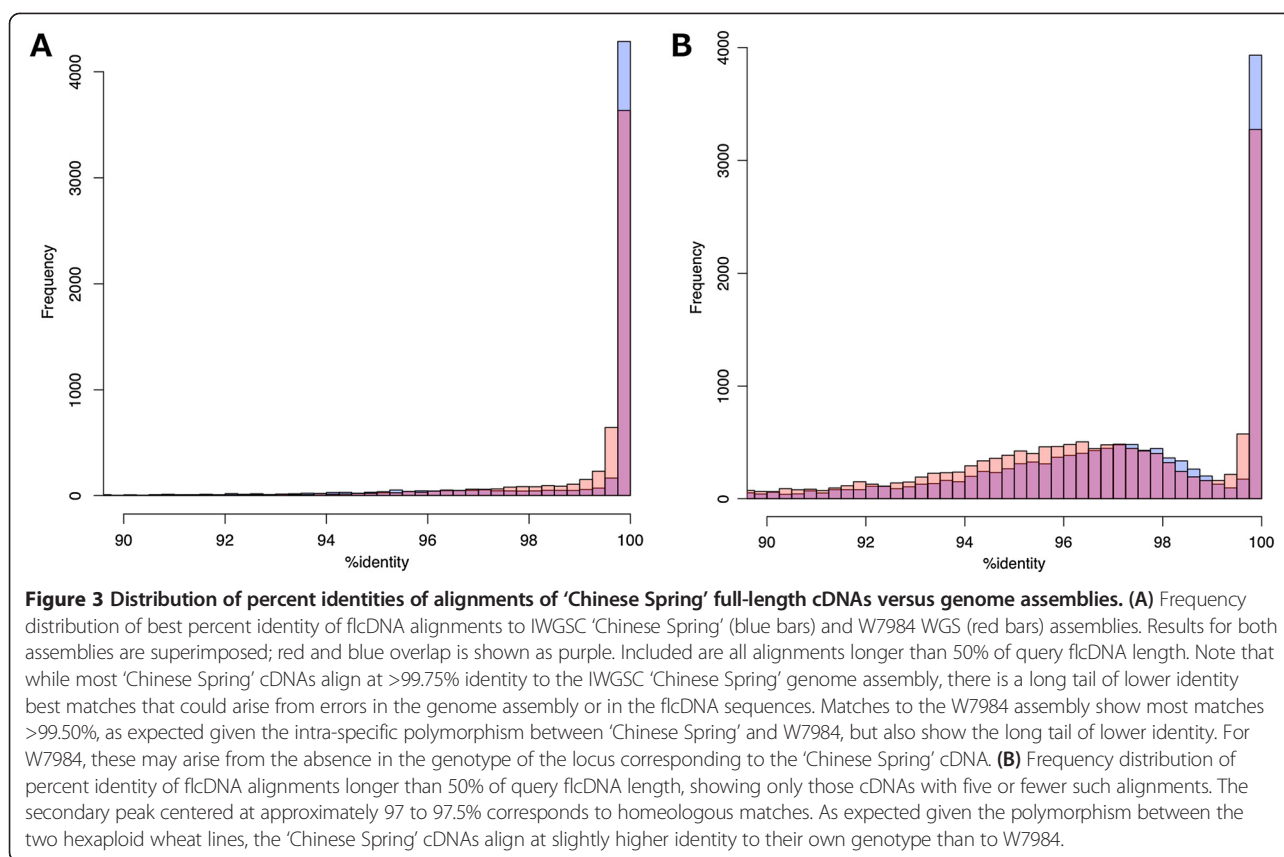 A
B
4000
3000
2000
1000
0
Frequency
90 92 94 96 98 100
%identity
4000
3000
2000
1000
0
Frequency
90 92 94 96 98 100
%identity
Figure 3 Distribution of percent identities of alignments of ‘Chinese Spring’ full-length cDNAs versus genome assemblies. (A) Frequency
distribution of best percent identity of flcDNA alignments to IWGSC ‘Chinese Spring’ (blue bars) and W7984 WGS (red bars) assemblies. Results for both
assemblies are superimposed; red and blue overlap is shown as purple. Included are all alignments longer than 50% of query flcDNA length. Note that
while most ‘Chinese Spring’ cDNAs align at >99.75% identity to the IWGSC ‘Chinese Spring’ genome assembly, there is a long tail of lower identity
best matches that could arise from errors in the genome assembly or in the flcDNA sequences. Matches to the W7984 assembly show most matches
>99.50%, as expected given the intra-specific polymorphism between ‘Chinese Spring’ and W7984, but also show the long tail of lower identity. For
W7984, these may arise from the absence in the genotype of the locus corresponding to the ‘Chinese Spring’ cDNA. (B) Frequency distribution of
percent identity of flcDNA alignments longer than 50% of query flcDNA length, showing only those cDNAs with five or fewer such alignments. The
secondary peak centered at approximately 97 to 97.5% corresponds to homeologous matches. As expected given the polymorphism between the
two hexaploid wheat lines, the ‘Chinese Spring’ cDNAs align at slightly higher identity to their own genotype than to W7984.